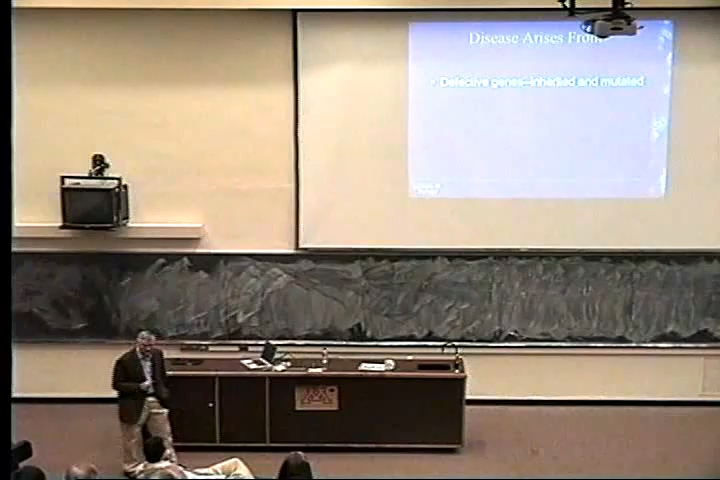 Disease Arises From
• Defective genes–inherited and mutated